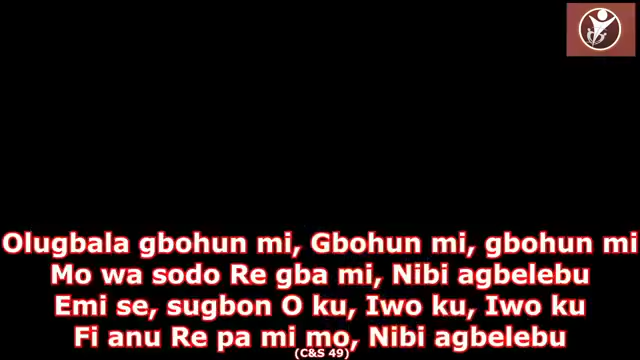 Olugbala gbohun mi, Gbohun mi, gbohun mi
Mo wa sodo Re gba mi, Nibi agbelebu
Emi se, sugbon O ku, Iwo ku, Iwo ku
Fi anu Re pa mi mo, Nibi agbelebu
(C&S 49)